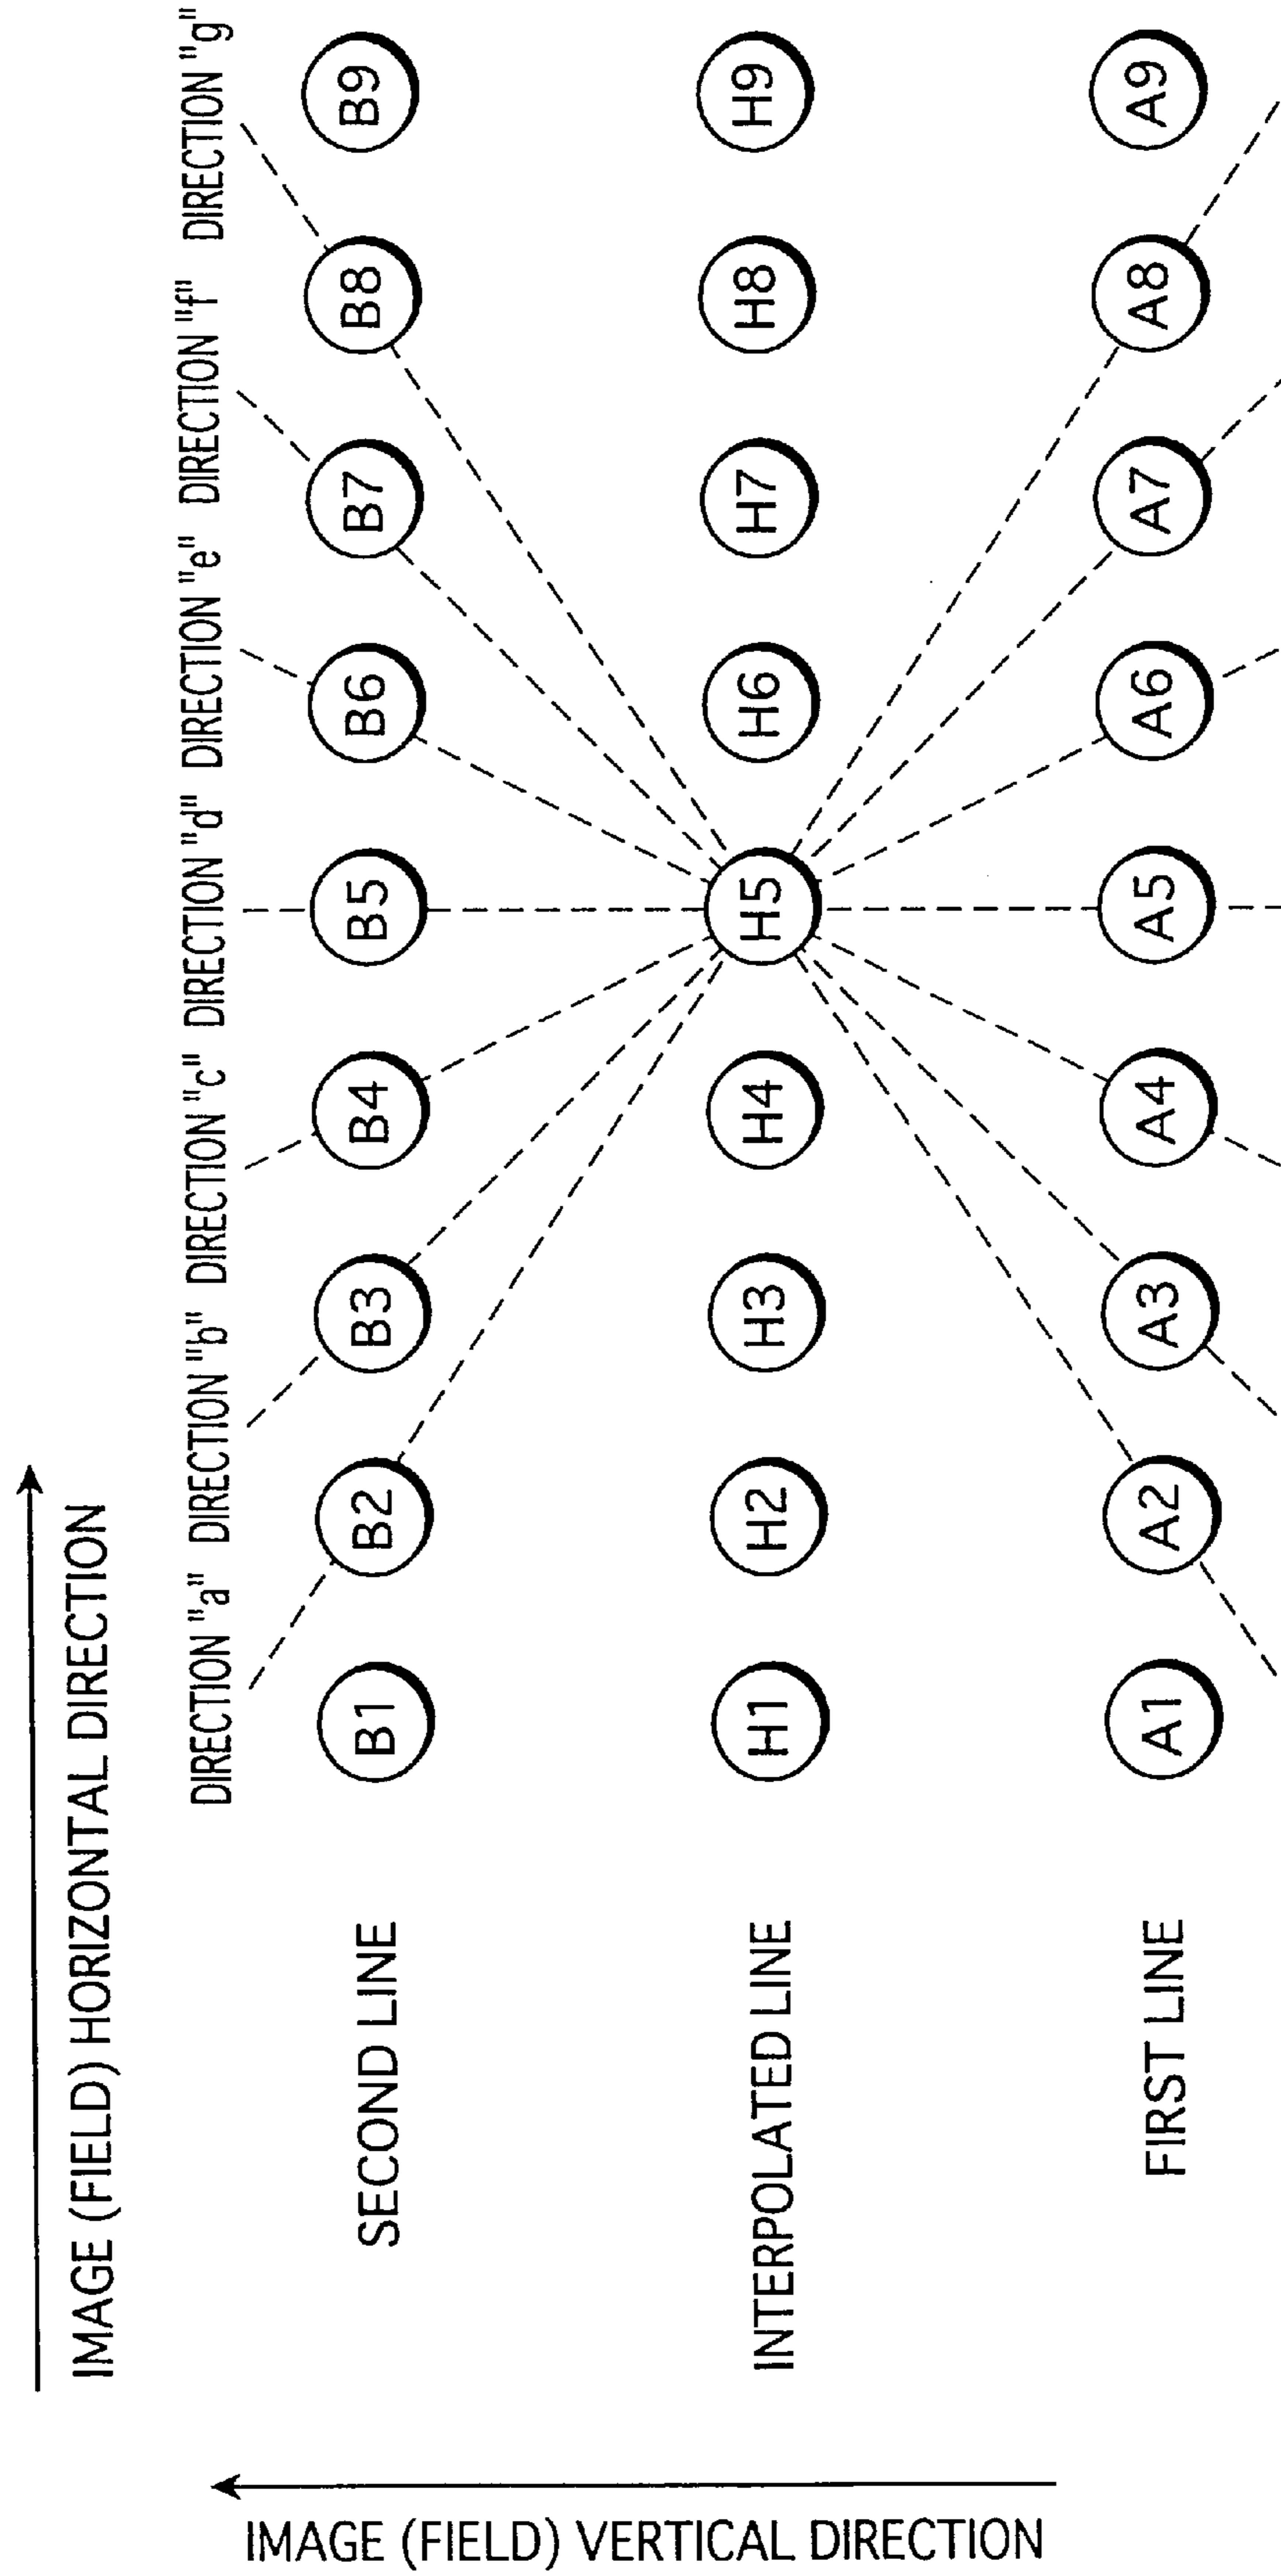 IMAGE (FIELD) HORIZONTAL DIRECTION
DIRECTION "a" DIRECTION "b" DIRECTION "c" DIRECTION "d" DIRECTION "e" DIRECTION "f" DIRECTION "g"
SECOND LINE B1 B2 B3 B4 B5 B6 B7 B8 B9
INTERPOLATED LINE H1 H2 H3 H4 H5 H6 H7 H8 H9
FIRST LINE A1 A2 A3 A4 A5 A6 A7 A8 A9
IMAGE (FIELD) VERTICAL DIRECTION